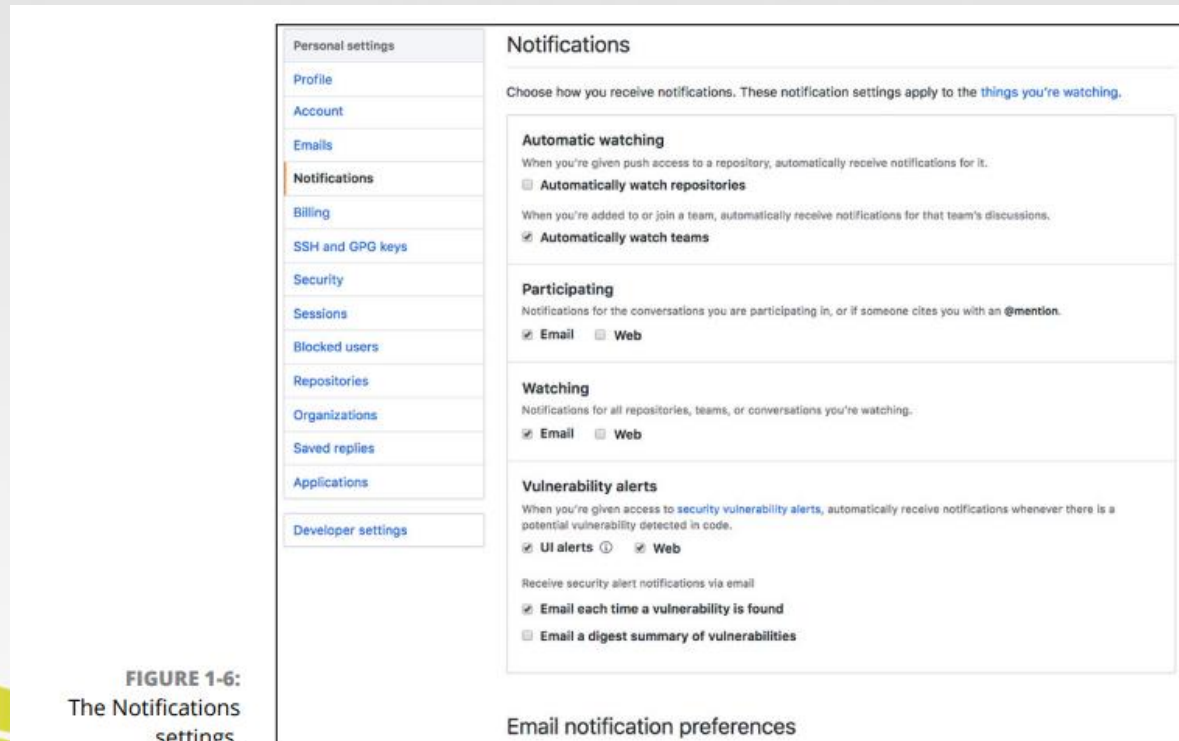 Personal settings
Profile
Account
Emails
Notifications
Billing
SSH and GPG keys
Security
Sessions
Blocked users
Repositories
Organizations
Saved replies
Applications
Developer settings
Notifications
Choose how you receive notifications. These notification settings apply to the things you're watching.
Automatic watching
When you're given push access to a repository, automatically receive notifications for it.
Automatically watch repositories
When you're added to or join a team, automatically receive notifications for that team's discussions.
Automatically watch teams
Participating
Notifications for the conversations you are participating in, or if someone cites you with an @mention.
Email Web
Watching
Notifications for all repositories, teams, or conversations you're watching.
Email Web
Vulnerability alerts
When you're given access to security vulnerability alerts, automatically receive notifications whenever there is a
potential vulnerability detected in code.
UI alerts Web
Receive security alert notifications via email
Email each time a vulnerability is found
Email a digest summary of vulnerabilities
Email notification preferences
FIGURE 1-6:
The Notifications
settings.